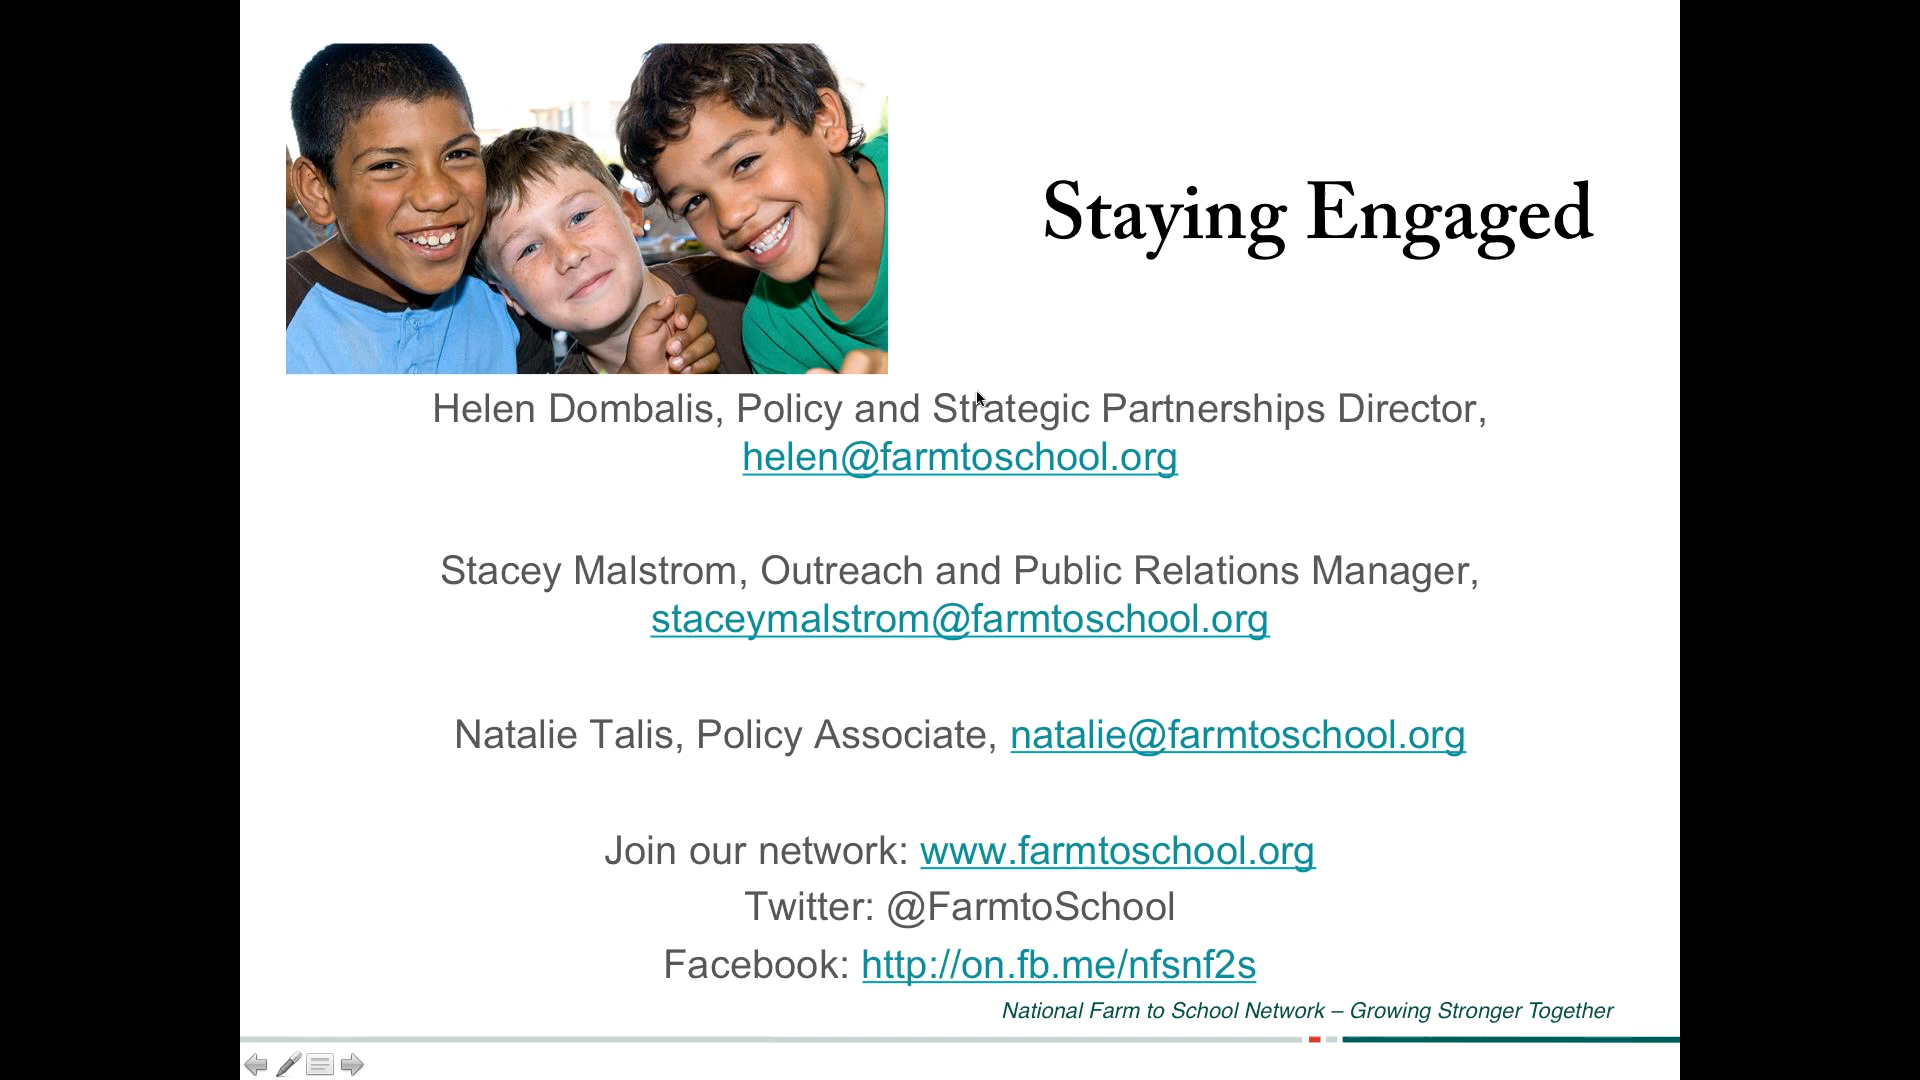 Staying Engaged
Helen Dombalis, Policy and Strategic Partnerships Director,
helen@farmtoschool.org
Stacey Malstrom, Outreach and Public Relations Manager,
staceymalstrom@farmtoschool.org
Natalie Talis, Policy Associate, natalie@farmtoschool.org
Join our network: www.farmtoschool.org
Twitter: @FarmtoSchool
Facebook: http://on.fb.me/nfsnf2s
National Farm to School Network – Growing Stronger Together